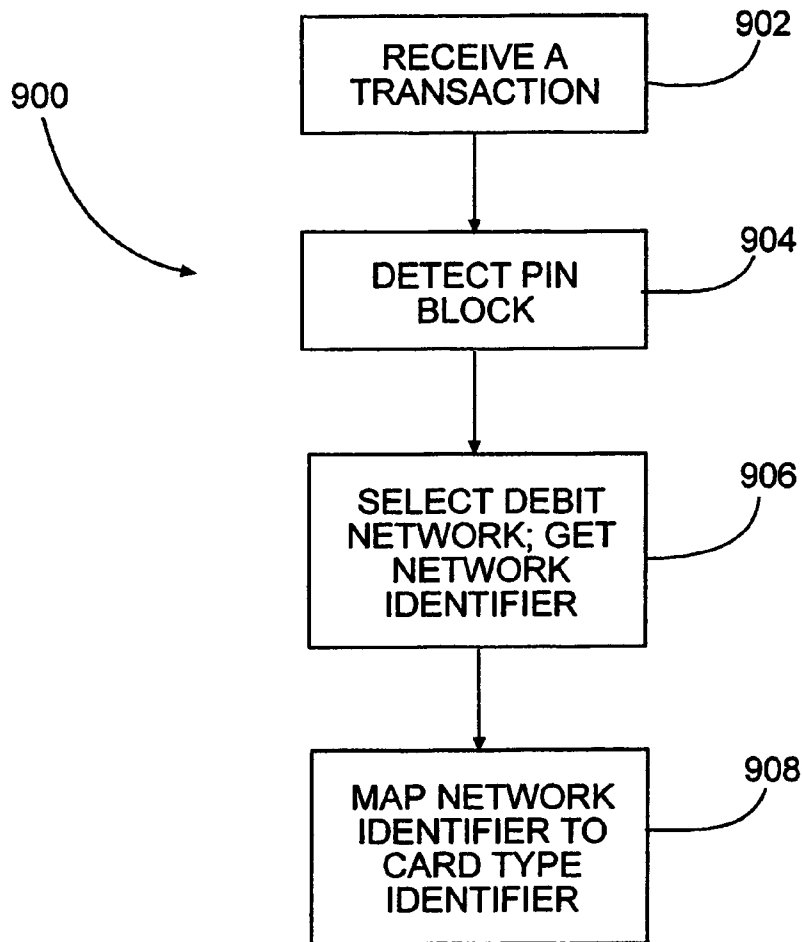 902
RECEIVE A
TRANSACTION
900
904
DETECT PIN
BLOCK
906
SELECT DEBIT
NETWORK; GET
NETWORK
IDENTIFIER
908
MAP NETWORK
IDENTIFIER TO
CARD TYPE
IDENTIFIER